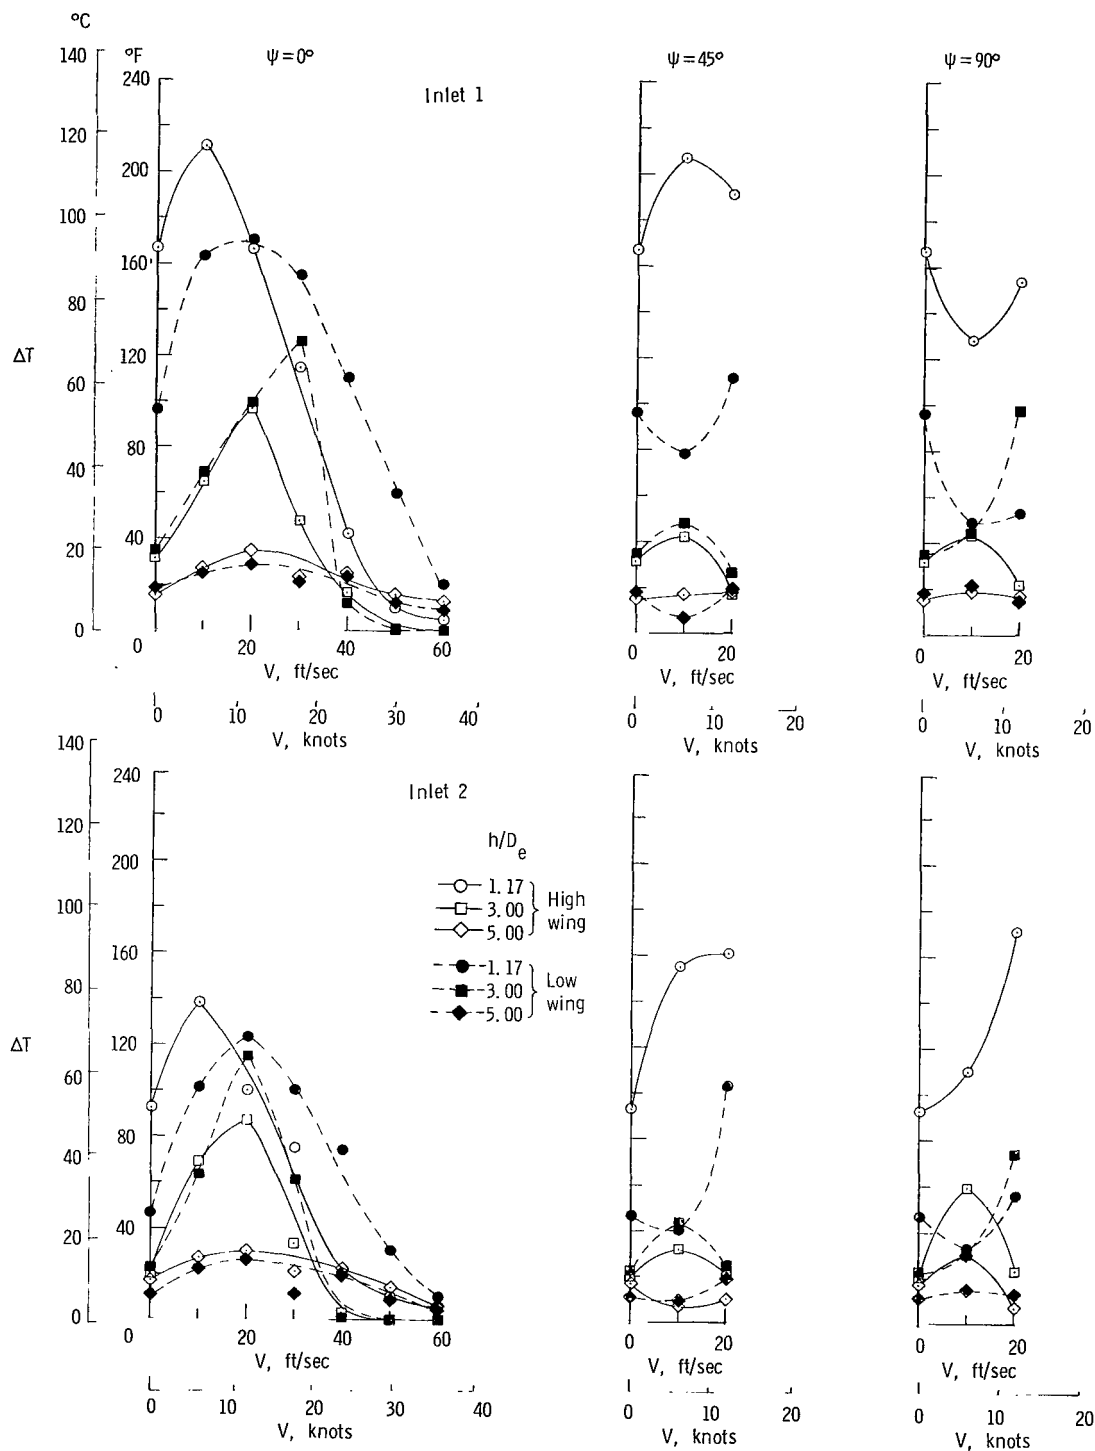 °C
°F
ψ=0°
ψ=45°
ψ=90°
Inlet 1
140
120
100
80
60
40
20
0
ΔT
240
200
160
120
80
40
0
0 20 40 60
V, ft/sec
0 10 20 30 40
V, knots
0 20
V, ft/sec
0 10 20
V, knots
0 20
V, ft/sec
0 10 20
V, knots
Inlet 2
140
120
100
80
60
40
20
0
ΔT
240
200
160
120
80
40
0
h/De
1.17
3.00
5.00
High wing
1.17
3.00
5.00
Low wing
0 20 40 60
V, ft/sec
0 10 20 30 40
V, knots
0 20
V, ft/sec
0 10 20
V, knots
0 20
V, ft/sec
0 10 20
V, knots